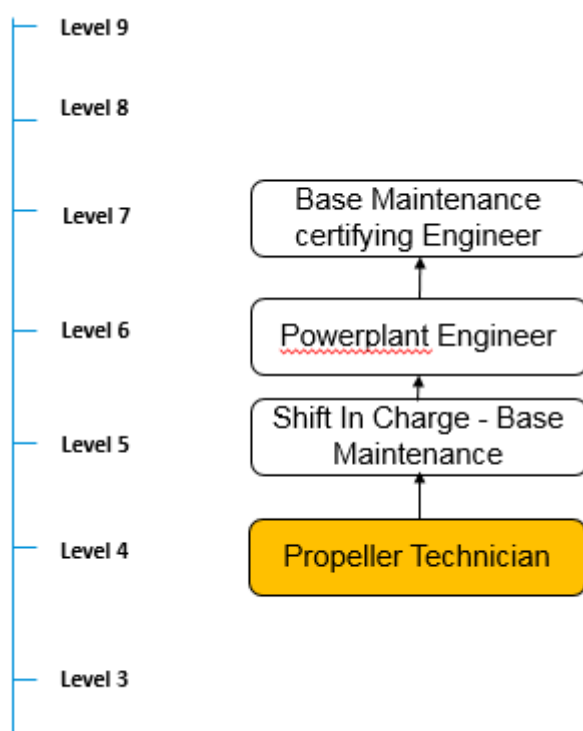 Level 9
Level 8
Level 7
Base Maintenance
certifying Engineer
Level 6
Powerplant Engineer
Level 5
Shift In Charge - Base
Maintenance
Level 4
Propeller Technician
Level 3